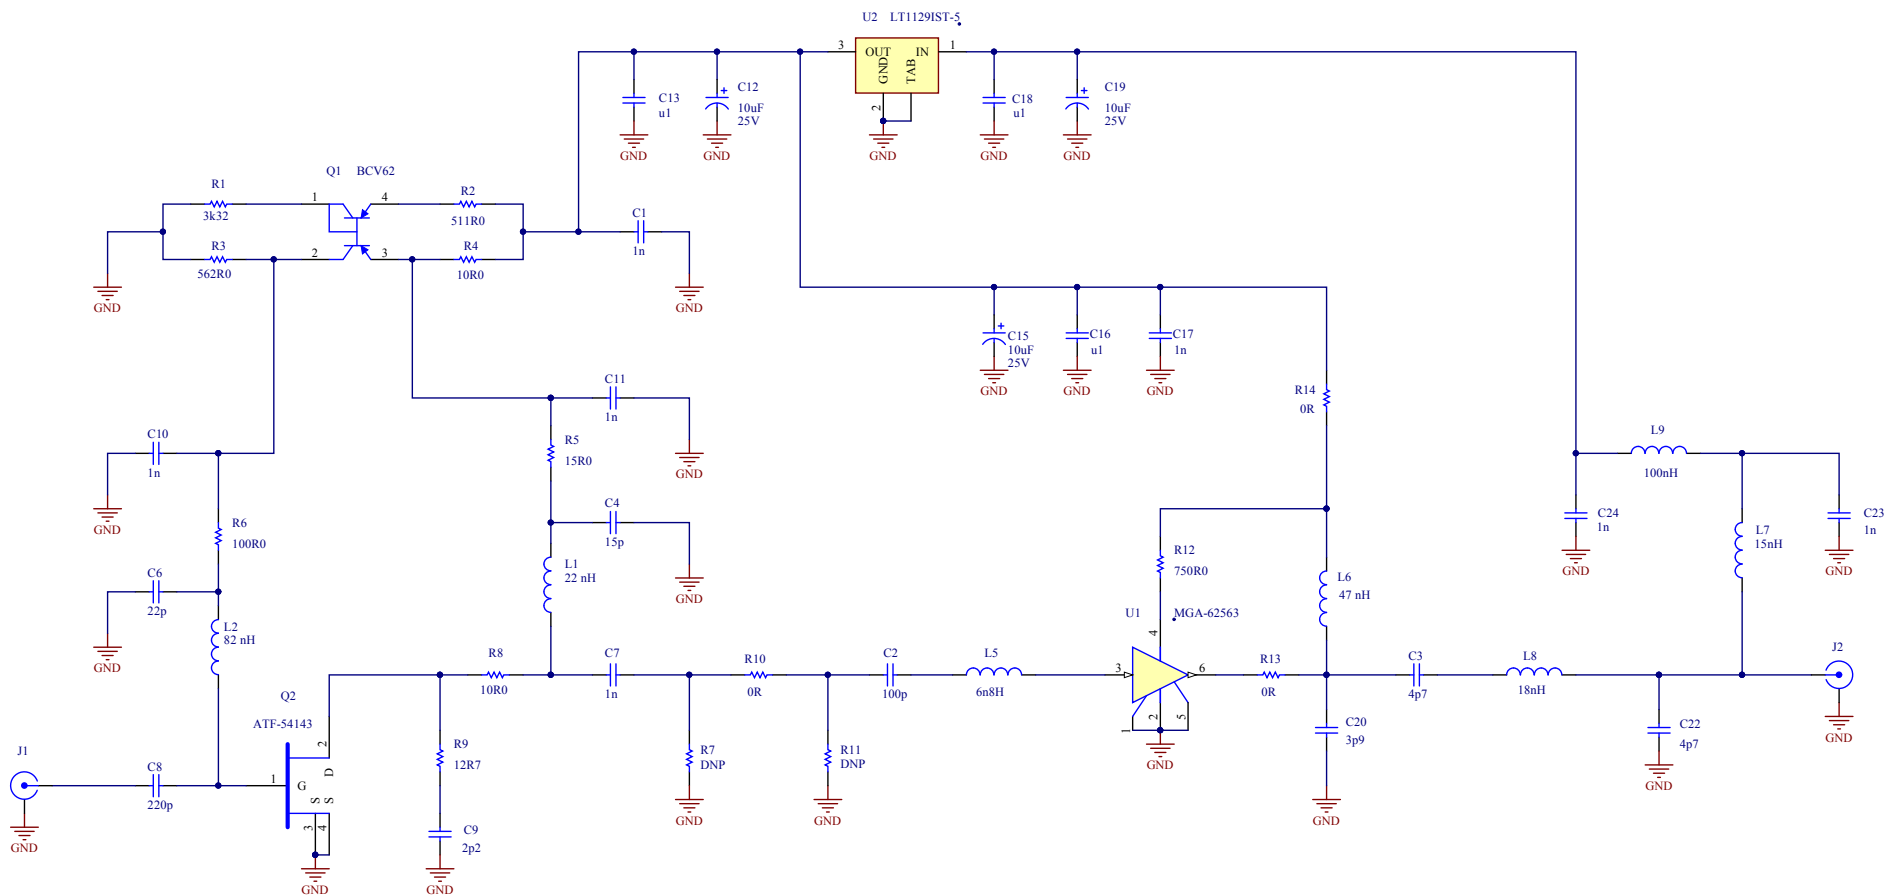 U2 LT1129IST-5
3 OUT IN 1
GND TAB
2
GND
C13
u1
GND
C12
10uF
25V
GND
C18
u1
GND
C19
10uF
25V
GND
Q1 BCV62
R1
3k32
1 4
R2
511R0
R3
562R0
2 3
R4
10R0
GND
C1
1n
GND
C15
10uF
25V
GND
C16
u1
GND
C17
1n
GND
R14
0R
C11
1n
GND
R5
15R0
C10
1n
GND
R6
100R0
C4
15p
GND
L9
100nH
C24
1n
GND
L7
15nH
C23
1n
GND
C6
22p
GND
L1
22 nH
L2
82 nH
R12
750R0
L6
47 nH
U1 MGA-62563
4
3 6
1 2 5
GND
R8
10R0
C7
1n
R10
0R
C2
100p
L5
6n8H
R13
0R
C3
4p7
L8
18nH
J2
GND
Q2
ATF-54143
2
D
1 G
S
S
3 4
GND
J1
GND
C8
220p
R9
12R7
C9
2p2
GND
R7
DNP
GND
R11
DNP
GND
C20
3p9
GND
C22
4p7
GND